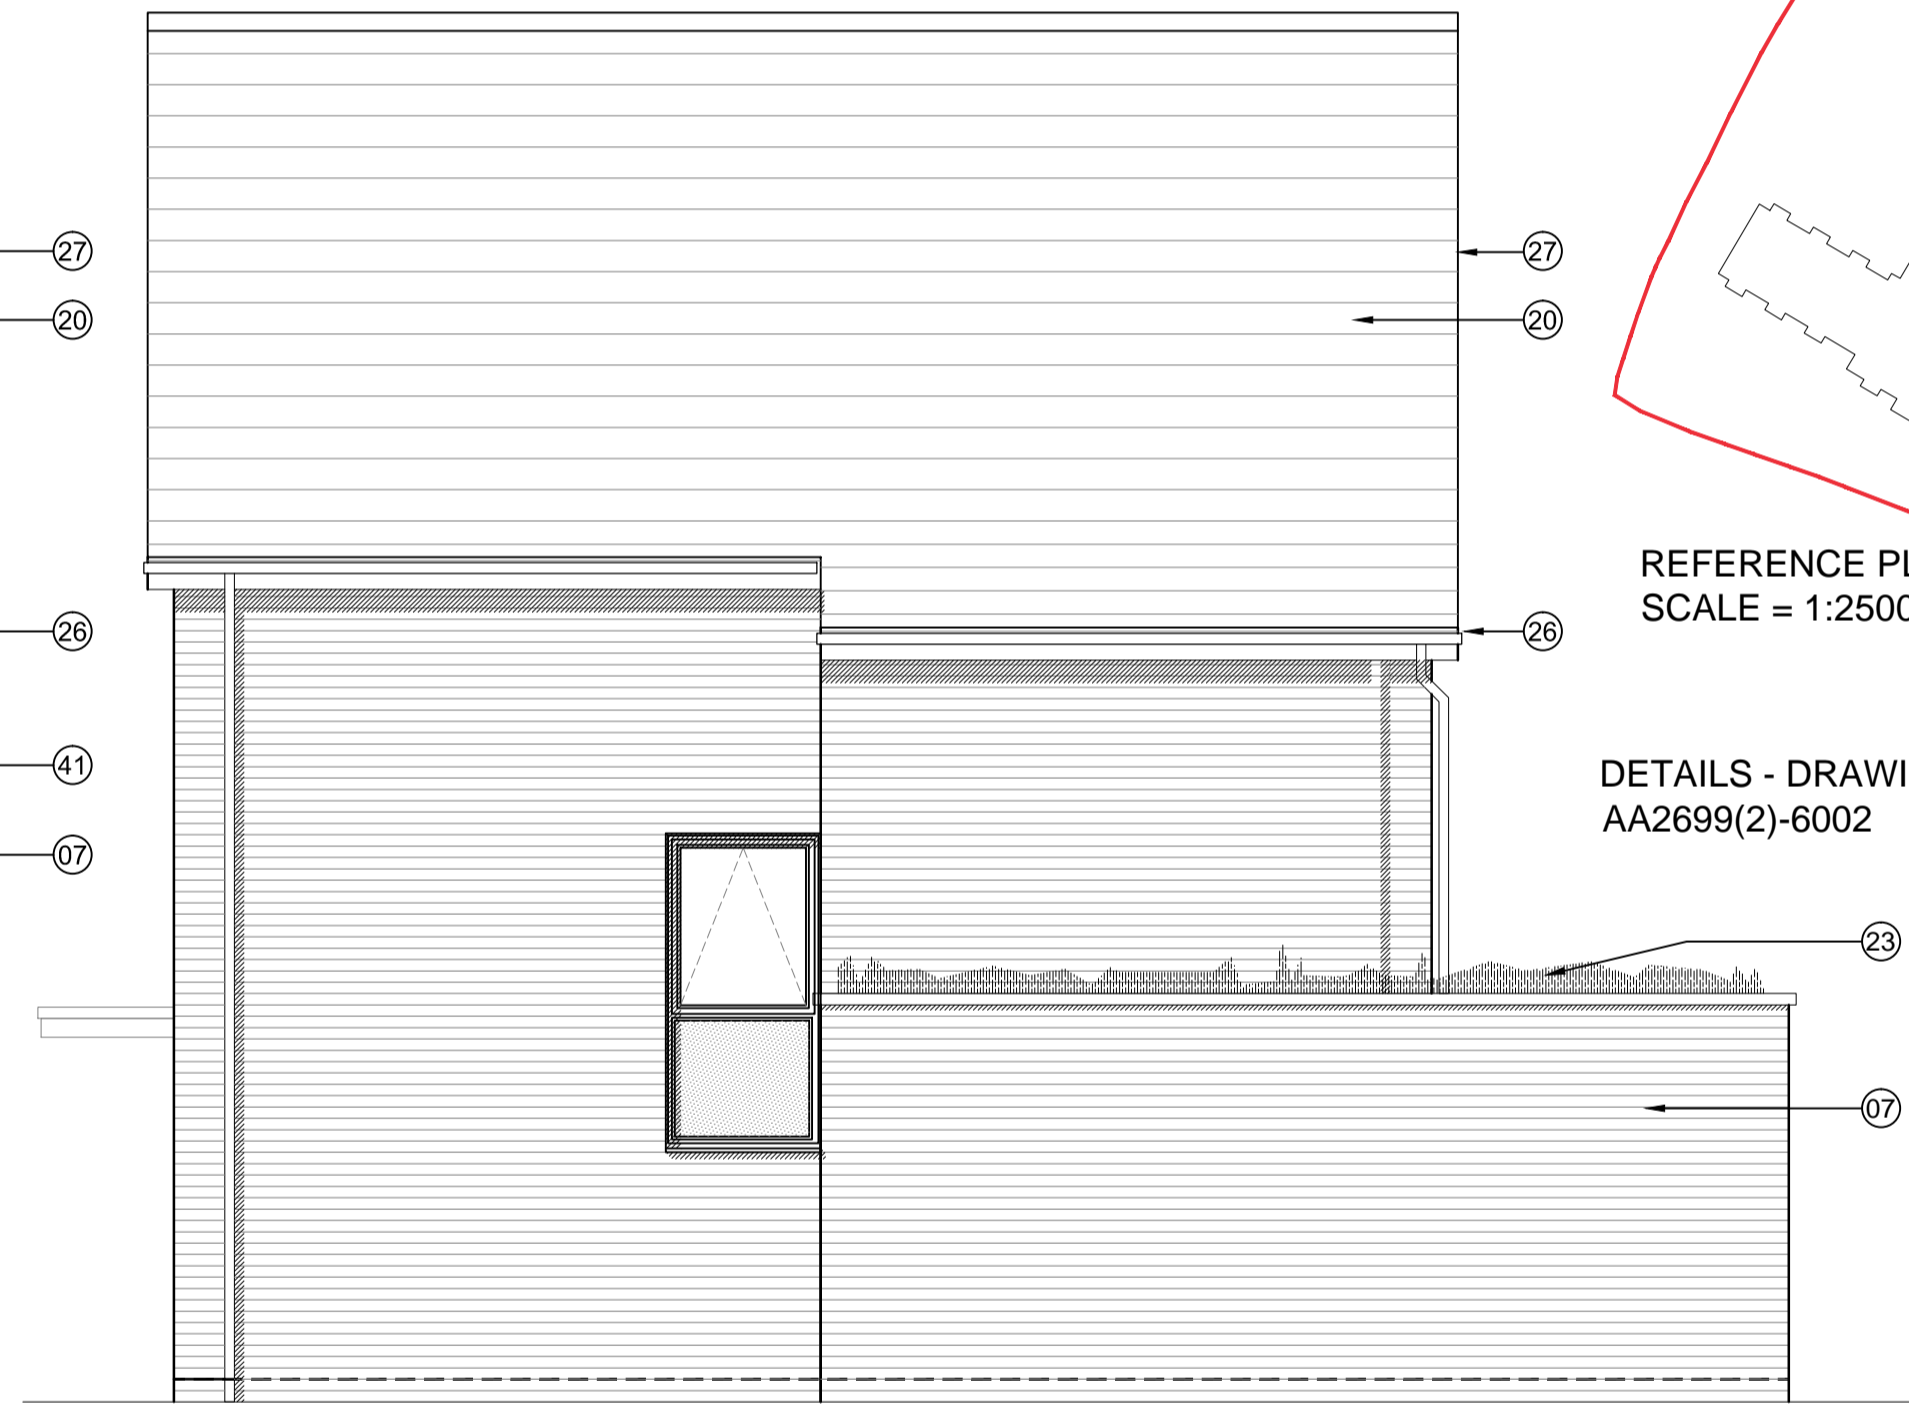 27
27
20
20
REFERENCE PL
SCALE = 1:2500
26
26
41
DETAILS - DRAWI
AA2699(2)-6002
07
23
07